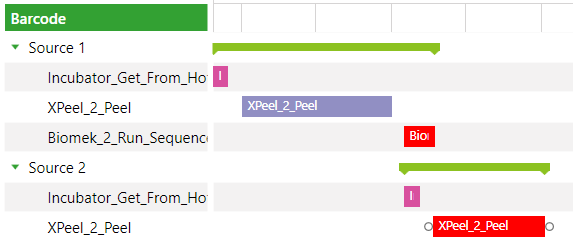 Barcode
Source 1
Incubator_Get_From_Ho
I
XPeel_2_Peel
XPeel_2_Peel
Biomek_2_Run_Sequence
Bio
Source 2
Incubator_Get_From_Ho
I
XPeel_2_Peel
XPeel_2_Peel